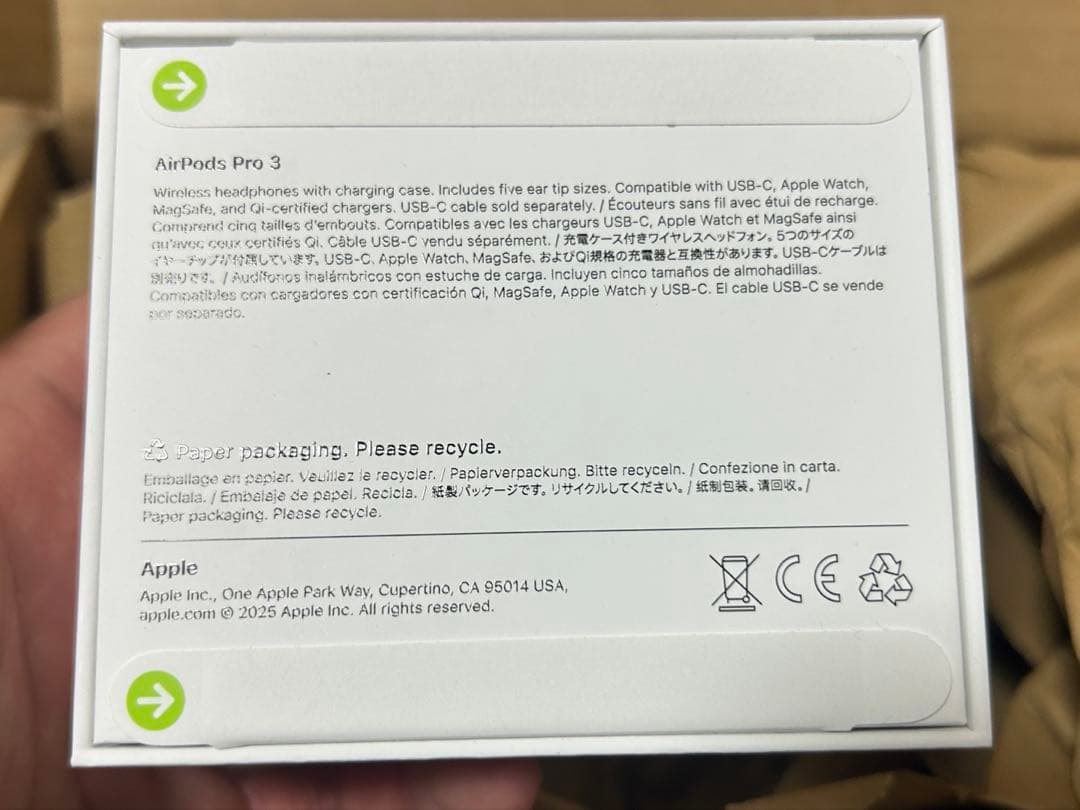 AirPods Pro 3
Wireless headphones with charging case. Includes five ear tip sizes. Compatible with USB-C, Apple Watch,
MagSafe, and Qi-certified chargers. USB-C cable sold separately. / Écouteurs sans fil avec étui de recharge.
Comprend cinq tailles d'embouts. Compatibles avec les chargeurs USB-C, Apple Watch et MagSafe ainsi
qu'avec ceux certifiés Qi. Câble USB-C vendu séparément. / 充電ケース付きワイヤレスヘッドフォン。5つのサイズの
イヤーチップが付属しています。USB-C、Apple Watch、MagSafe、およびQi規格の充電器と互換性があります。USB-Cケーブルは
別売りです。 / Audífonos inalámbricos con estuche de carga. Incluyen cinco tamaños de almohadillas.
Compatibles con cargadores con certificación Qi, MagSafe, Apple Watch y USB-C. El cable USB-C se vende
por separado.
Paper packaging. Please recycle.
Emballage en papier. Veuillez le recycler. / Papierverpackung. Bitte recyceln. / Confezione in carta.
Riciclala. / Embalaje de papel. Recicla. / 紙製パッケージです。リサイクルしてください。 / 纸制包装。请回收。 /
Paper packaging. Please recycle.
Apple
Apple Inc., One Apple Park Way, Cupertino, CA 95014 USA,
apple.com © 2025 Apple Inc. All rights reserved.
CE